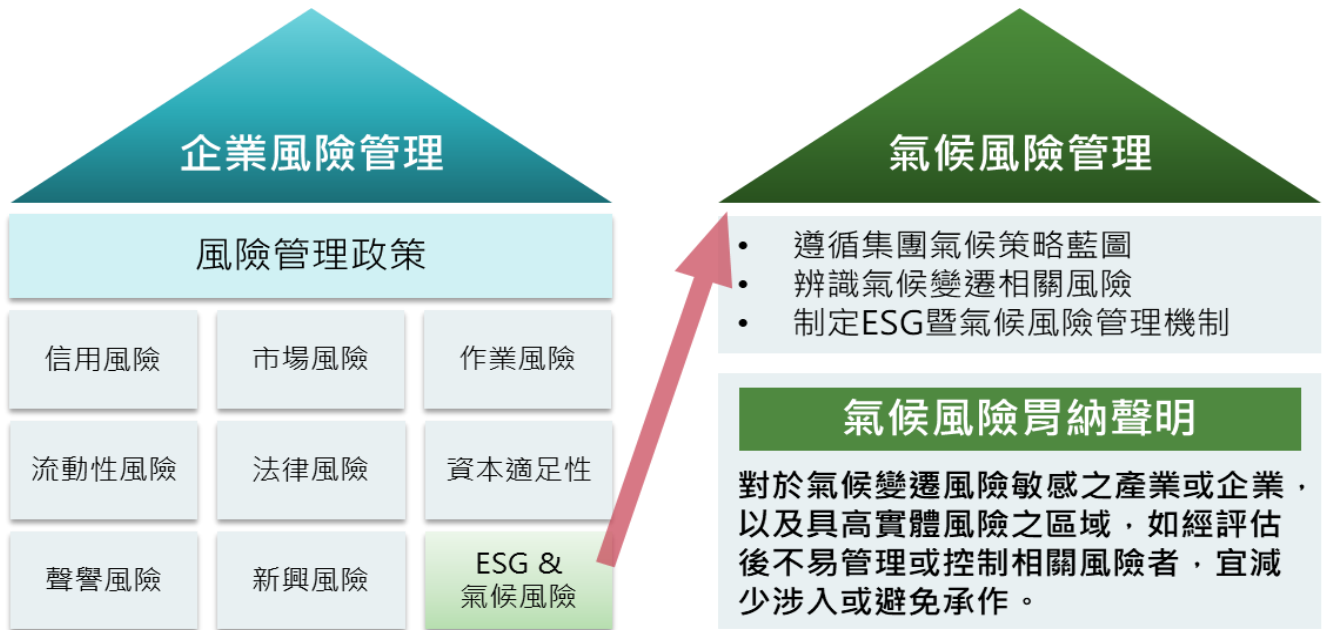 企業風險管理
風險管理政策
信用風險
市場風險
作業風險
流動性風險
法律風險
資本適足性
聲譽風險
新興風險
ESG &
氣候風險
氣候風險管理
• 遵循集團氣候策略藍圖
• 辨識氣候變遷相關風險
• 制定ESG暨氣候風險管理機制
氣候風險胃納聲明
對於氣候變遷風險敏感之產業或企業，
以及具高實體風險之區域，如經評估
後不易管理或控制相關風險者，宜減
少涉入或避免承作。